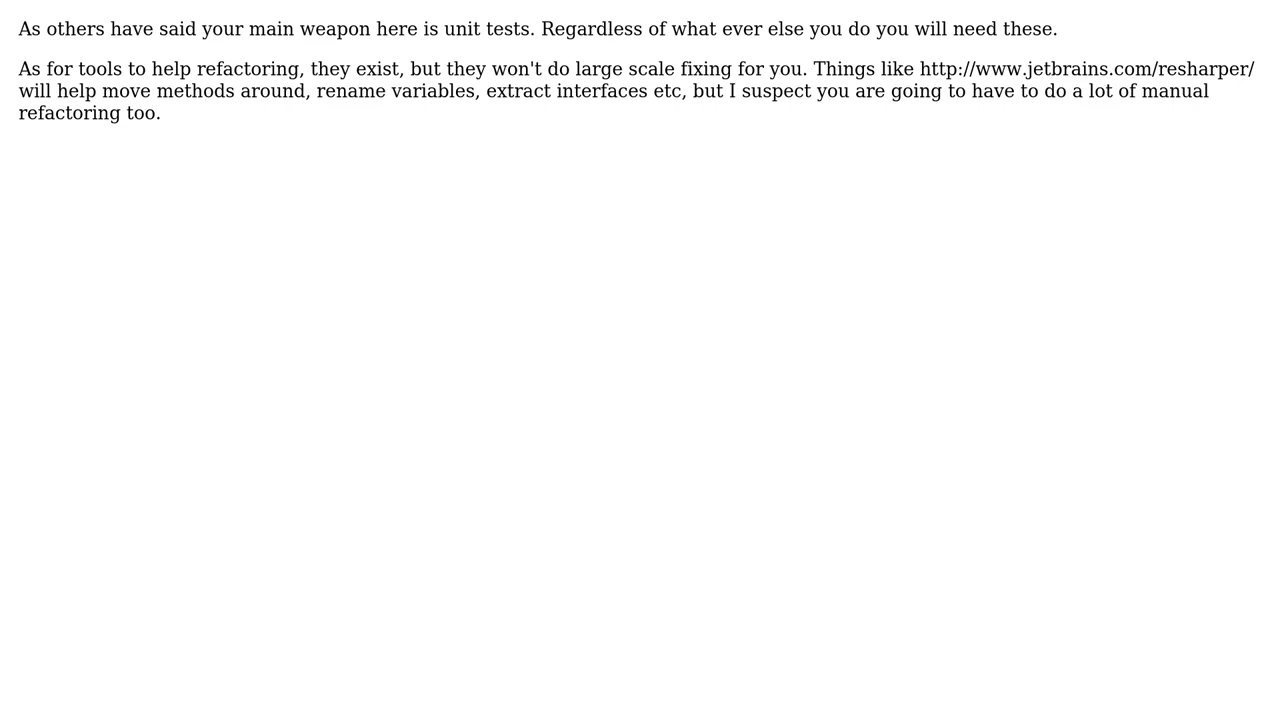 As others have said your main weapon here is unit tests. Regardless of what ever else you do you will need these.
As for tools to help refactoring, they exist, but they won't do large scale fixing for you. Things like http://www.jetbrains.com/resharper/
will help move methods around, rename variables, extract interfaces etc, but I suspect you are going to have to do a lot of manual
refactoring too.